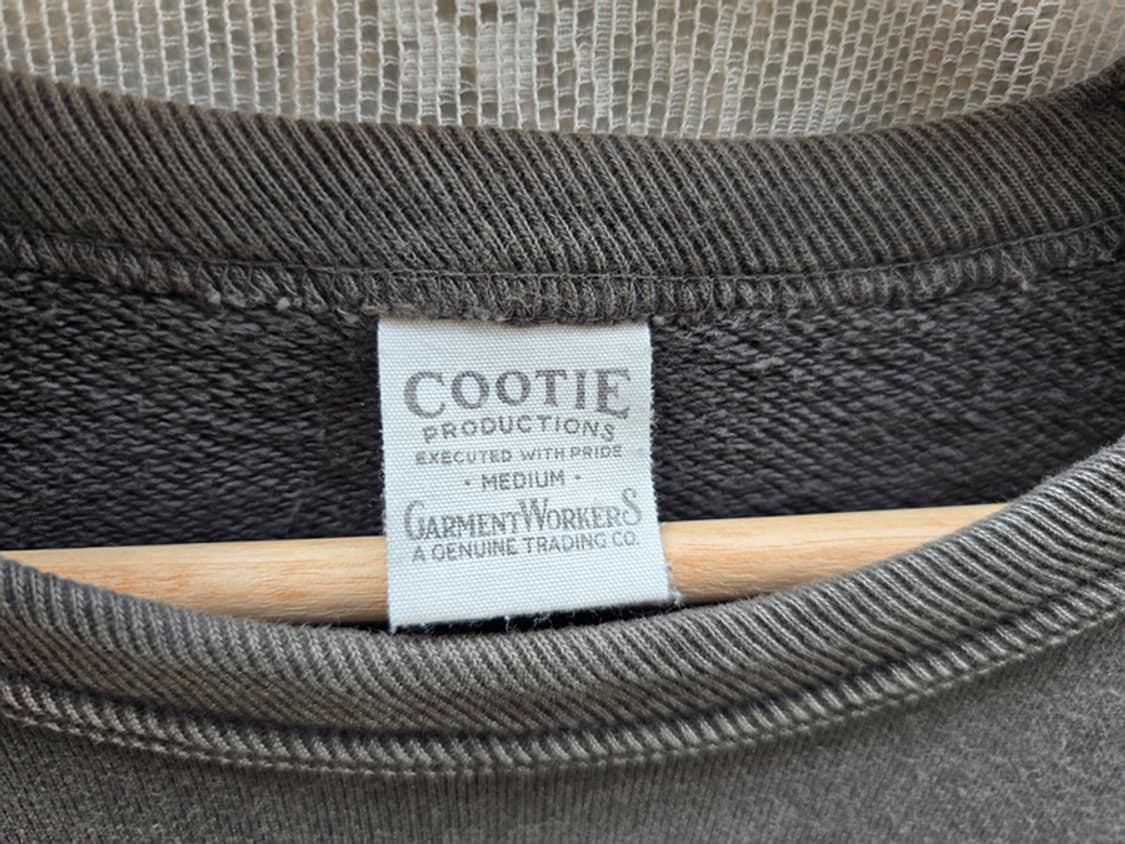 COOTIE
PRODUCTIONS
EXECUTED WITH PRIDE
· MEDIUM ·
GARMENTWORKERS
A GENUINE TRADING CO.